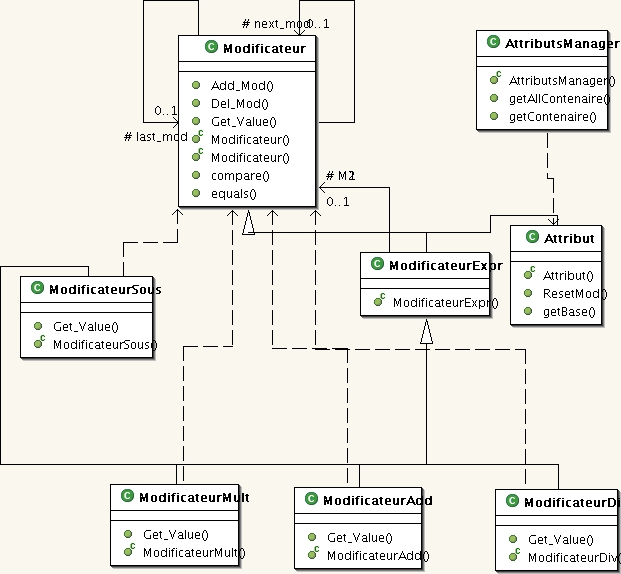 # next_mod 0..1
C Modificateur
Add_Mod()
Del_Mod()
Get_Value()
C Modificateur()
C Modificateur()
compare()
equals()
0..1
# last_mod
C AttributsManager
C AttributsManager()
getAllContenaire()
getContenaire()
# M2
0..1
C Attribut
C Attribut()
ResetMod()
getBase()
C ModificateurExpr
C ModificateurExpr()
C ModificateurSous
Get_Value()
C ModificateurSous()
C ModificateurMult
Get_Value()
C ModificateurMult()
C ModificateurAdd
Get_Value()
C ModificateurAdd()
C ModificateurDi
Get_Value()
C ModificateurDiv(